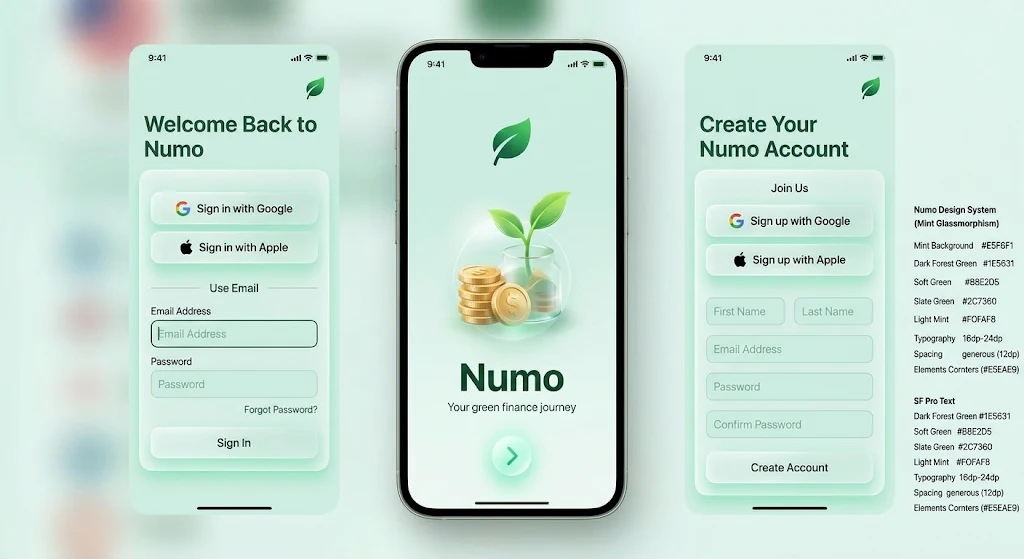 9:41
Welcome Back to
Numo
Sign in with Google
Sign in with Apple
Use Email
Email Address
Email Address
Password
Password
Forgot Password?
Sign In
9:41
Numo
Your green finance journey
9:41
Create Your
Numo Account
Join Us
Sign up with Google
Sign up with Apple
First Name
Last Name
Email Address
Password
Confirm Password
Create Account
Numo Design System
(Mint Glassmorphism)
Mint Background #E5F6F1
Dark Forest Green #1E5631
Soft Green #B8E2D5
Slate Green #2C7360
Light Mint #FOFAF8
Typography 16dp-24dp
Spacing generous (12dp)
Elements Cornters (#E5EAE9)
SF Pro Text
Dark Forest Green #1E5631
Soft Green #B8E2D5
Slate Green #2C7360
Light Mint #FOFAF8
Typography 16dp-24dp
Spacing generous (12dp)
Elements Cornters (#E5EAE9)